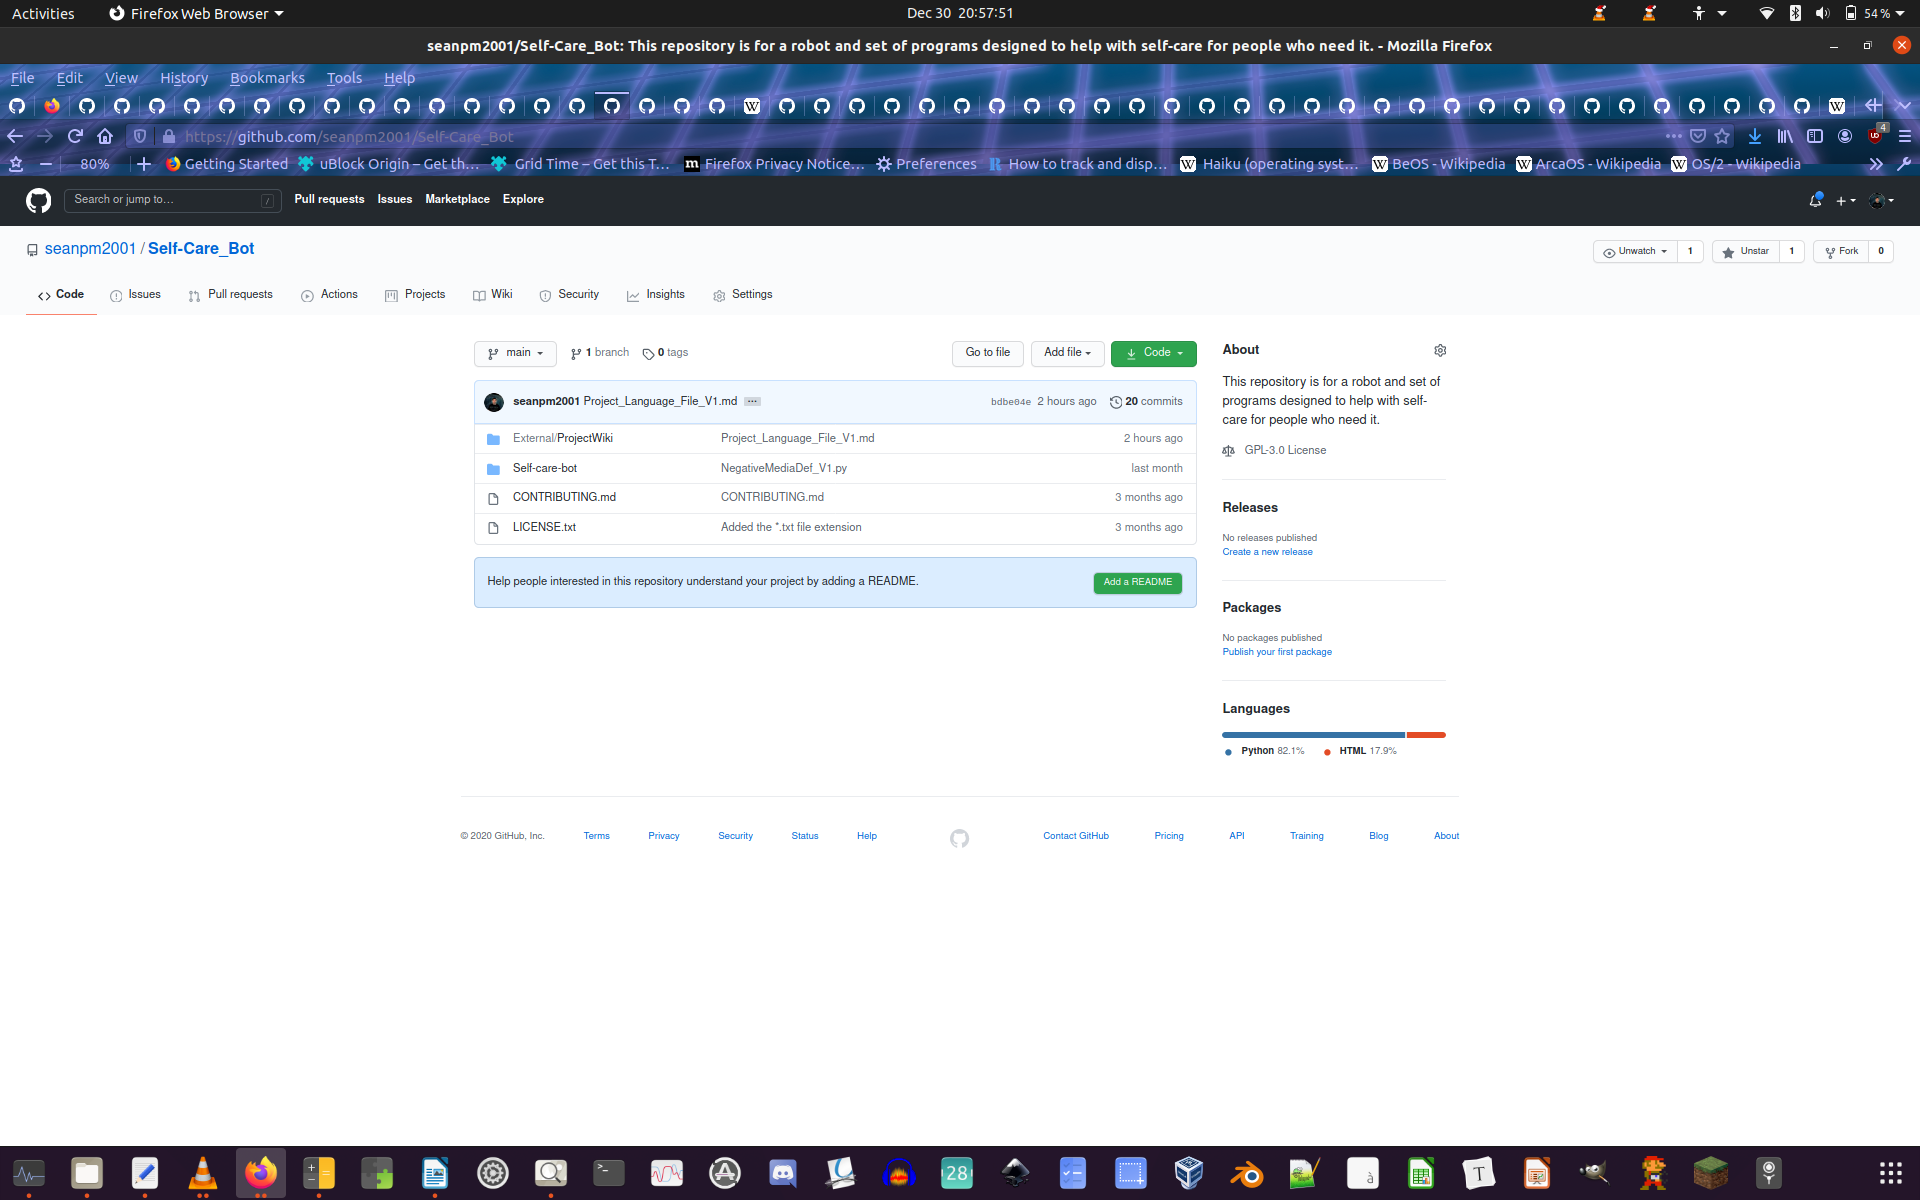 Activities Firefox Web Browser Dec 30 20:57:51 54 %
seanpm2001/Self-Care_Bot: This repository is for a robot and set of programs designed to help with self-care for people who need it. - Mozilla Firefox
File Edit View History Bookmarks Tools Help
https://github.com/seanpm2001/Self-Care_Bot 4
80% Getting Started uBlock Origin – Get th… Grid Time – Get this T… Firefox Privacy Notice… Preferences How to track and disp… Haiku (operating syst… BeOS - Wikipedia ArcaOS - Wikipedia OS/2 - Wikipedia
Search or jump to… / Pull requests Issues Marketplace Explore
seanpm2001 / Self-Care_Bot Unwatch 1 Unstar 1 Fork 0
Code Issues Pull requests Actions Projects Wiki Security Insights Settings
main 1 branch 0 tags Go to file Add file Code
seanpm2001 Project_Language_File_V1.md ... bdbe04e 2 hours ago 20 commits
External/ProjectWiki Project_Language_File_V1.md 2 hours ago
Self-care-bot NegativeMediaDef_V1.py last month
CONTRIBUTING.md CONTRIBUTING.md 3 months ago
LICENSE.txt Added the *.txt file extension 3 months ago
Help people interested in this repository understand your project by adding a README. Add a README
About
This repository is for a robot and set of
programs designed to help with self-
care for people who need it.
GPL-3.0 License
Releases
No releases published
Create a new release
Packages
No packages published
Publish your first package
Languages
Python 82.1% HTML 17.9%
© 2020 GitHub, Inc. Terms Privacy Security Status Help Contact GitHub Pricing API Training Blog About
28